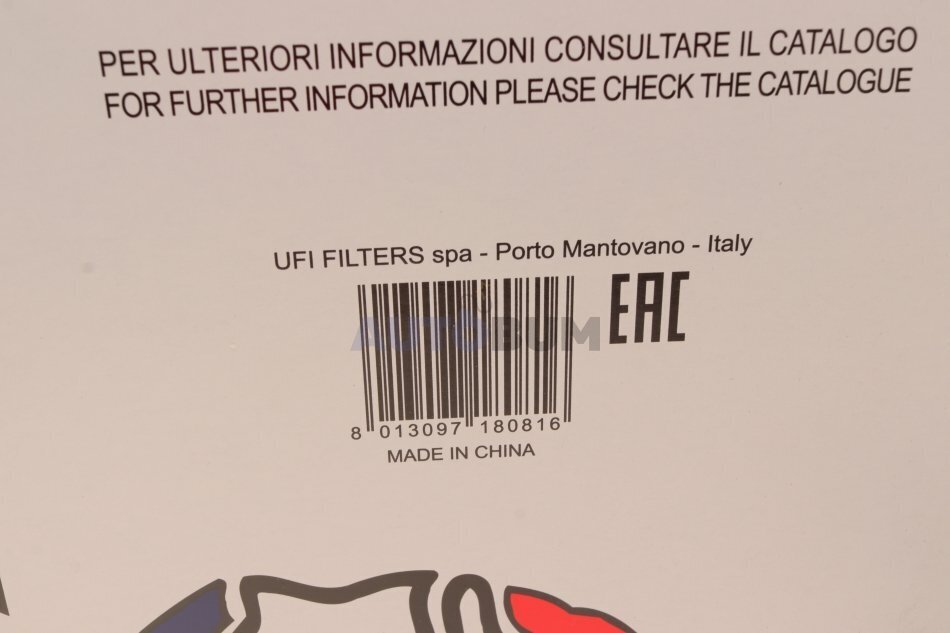 PER ULTERIORI INFORMAZIONI CONSULTARE IL CATALOGO
FOR FURTHER INFORMATION PLEASE CHECK THE CATALOGUE
UFI FILTERS spa - Porto Mantovano - Italy
EAC
AUTOBUM
8 013097 180816
MADE IN CHINA